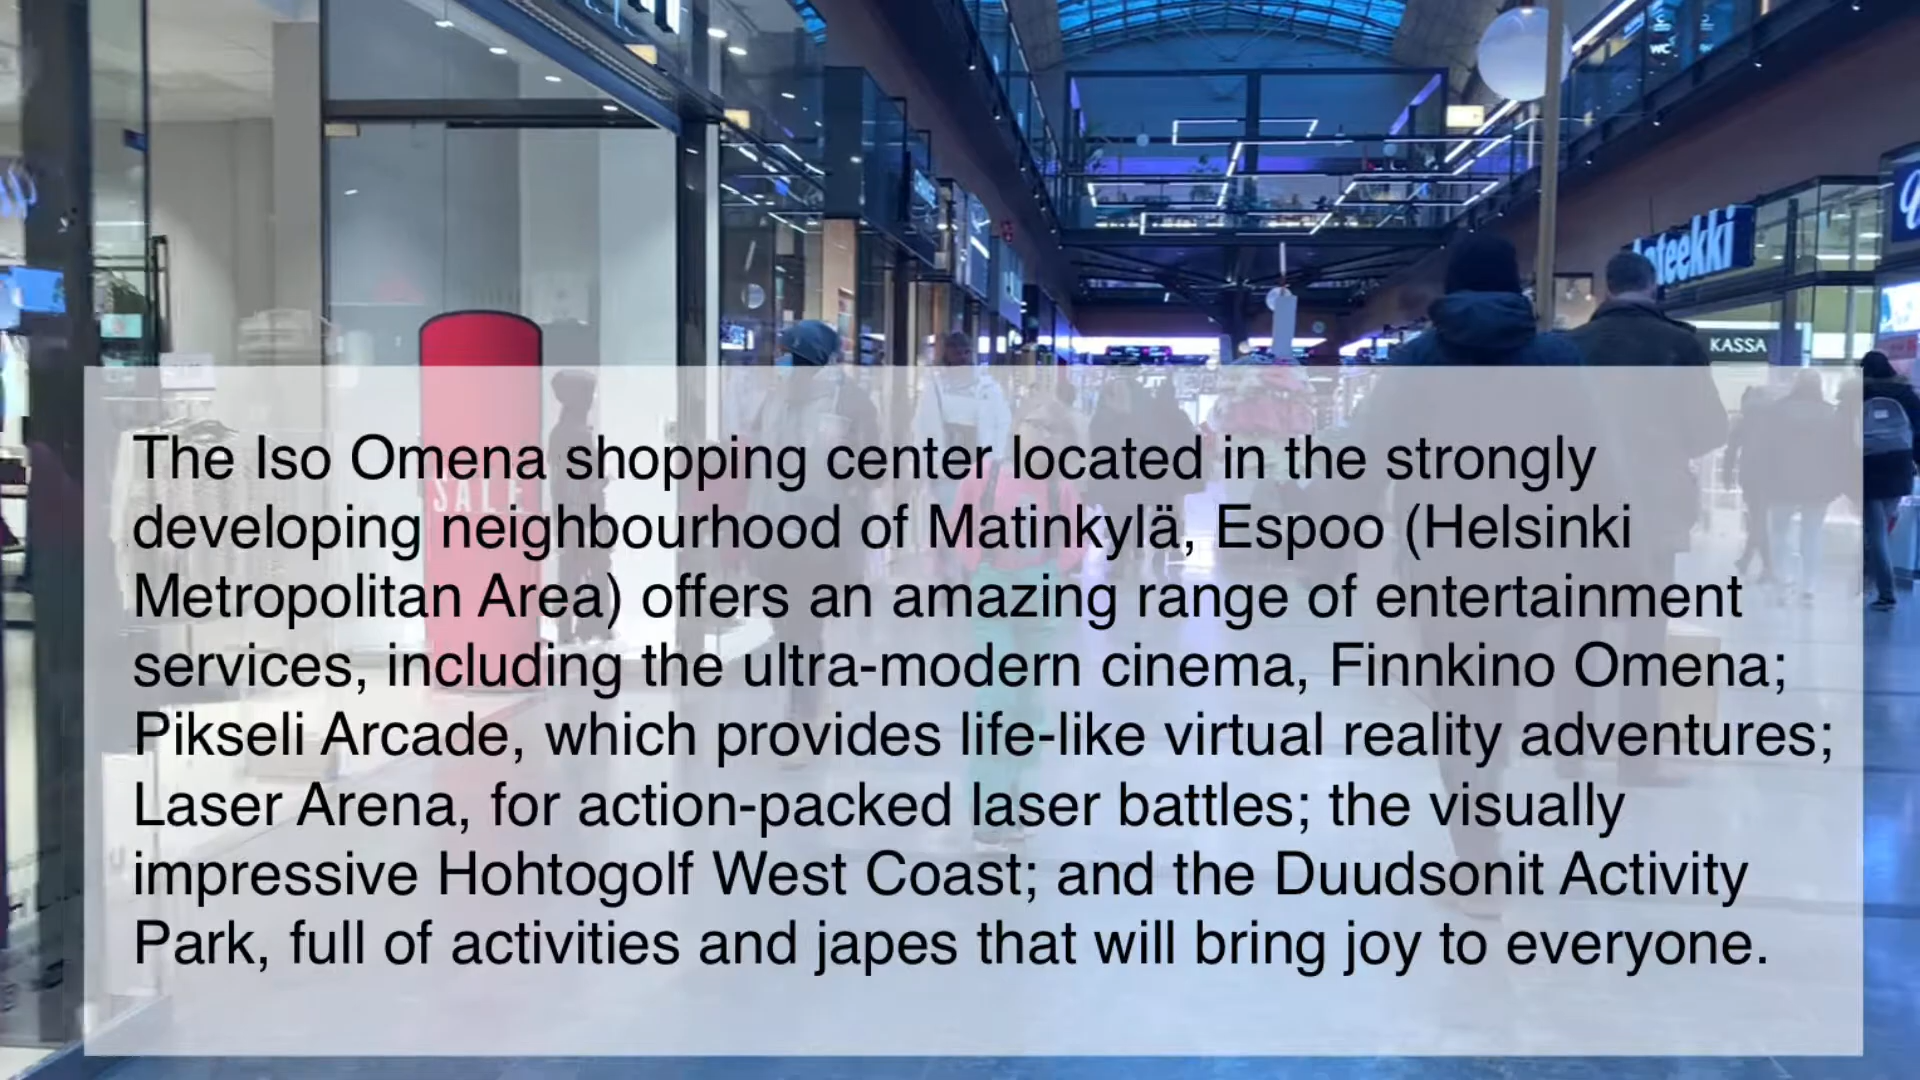 WC
KASSA
SALE
The Iso Omena shopping center located in the strongly
developing neighbourhood of Matinkylä, Espoo (Helsinki
Metropolitan Area) offers an amazing range of entertainment
services, including the ultra-modern cinema, Finnkino Omena;
Pikseli Arcade, which provides life-like virtual reality adventures;
Laser Arena, for action-packed laser battles; the visually
impressive Hohtogolf West Coast; and the Duudsonit Activity
Park, full of activities and japes that will bring joy to everyone.